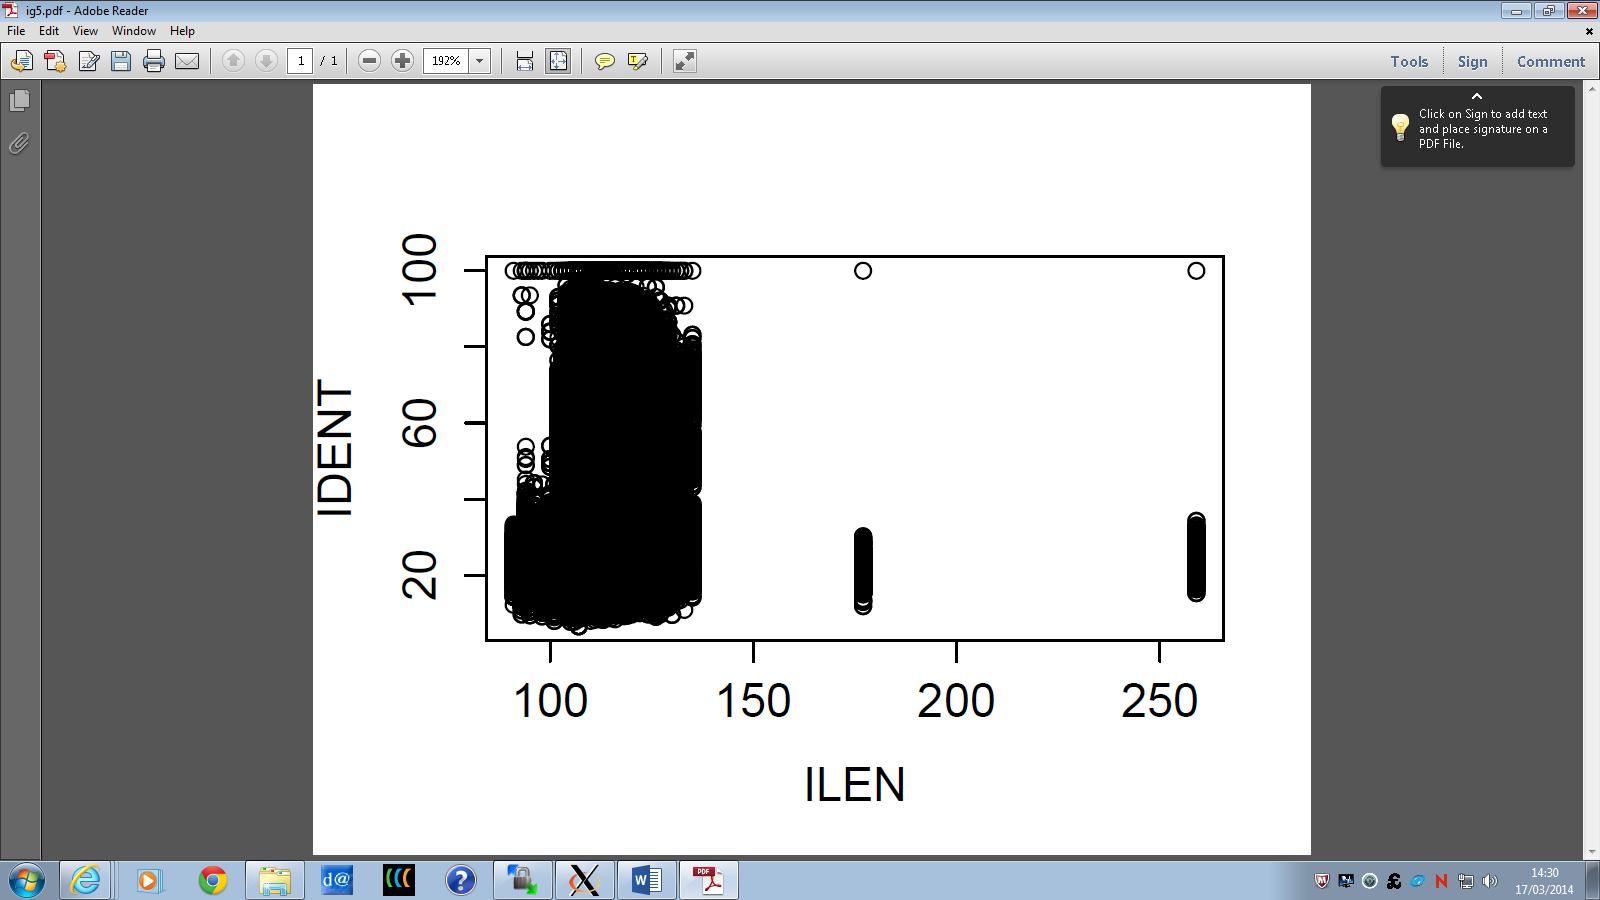 ig5.pdf - Adobe Reader
File Edit View Window Help
1 / 1 192% Tools Sign Comment
Click on Sign to add text
and place signature on a
PDF File.
100
60
20
IDENT
100 150 200 250
ILEN
14:30
17/03/2014